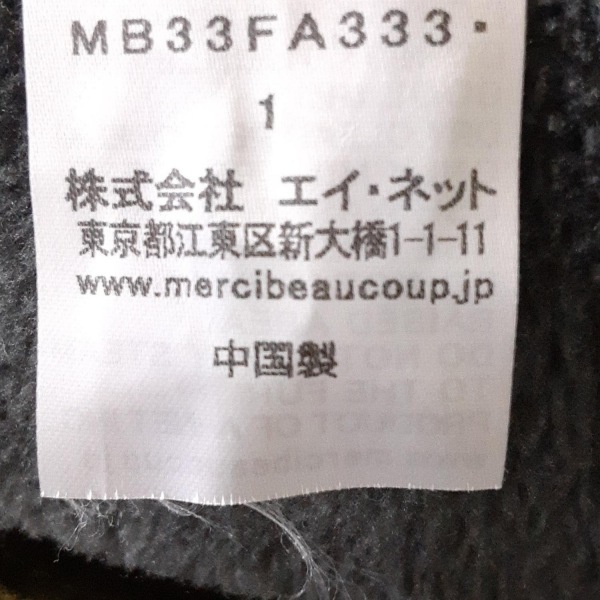 MB33FA333・
1
株式会社 エイ・ネット
東京都江東区新大橋1-1-11
www.mercibeaucoup.jp
中国製